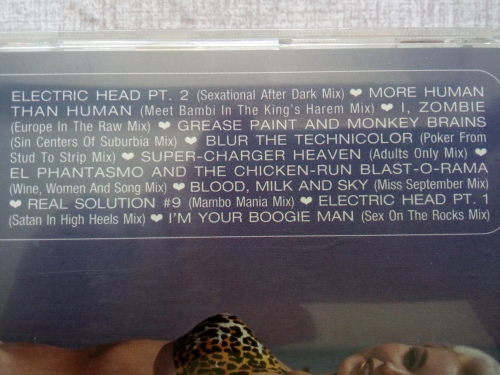 ELECTRIC HEAD PT. 2 (Sexational After Dark Mix) ❤ MORE HUMAN
THAN HUMAN (Meet Bambi In The King's Harem Mix) ❤ I, ZOMBIE
(Europe In The Raw Mix) ❤ GREASE PAINT AND MONKEY BRAINS
(Sin Centers Of Suburbia Mix) ❤ BLUR THE TECHNICOLOR (Poker From
Stud To Strip Mix) ❤ SUPER-CHARGER HEAVEN (Adults Only Mix) ❤
EL PHANTASMO AND THE CHICKEN-RUN BLAST-O-RAMA
(Wine, Women And Song Mix) ❤ BLOOD, MILK AND SKY (Miss September Mix)
❤ REAL SOLUTION #9 (Mambo Mania Mix) ❤ ELECTRIC HEAD PT. 1
(Satan In High Heels Mix) ❤ I'M YOUR BOOGIE MAN (Sex On The Rocks Mix)